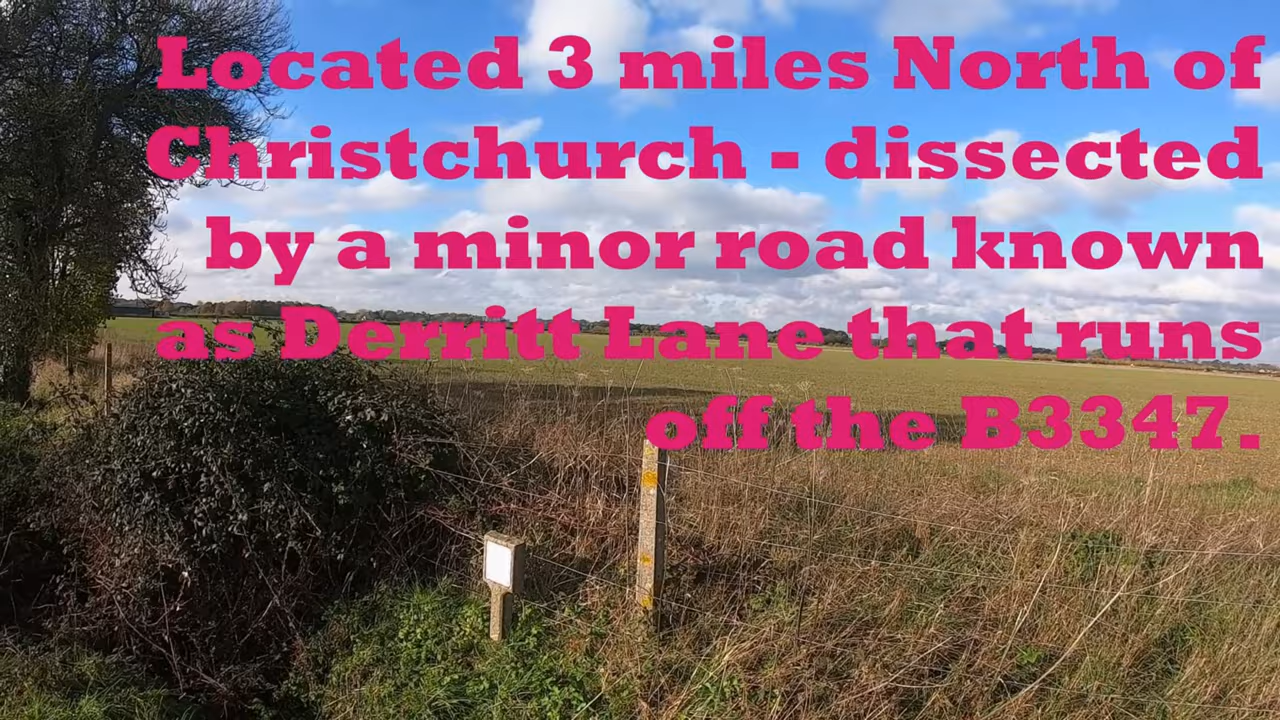 Located 3 miles North of
Christchurch - dissected
by a minor road known
as Derritt Lane that runs
off the B3347.